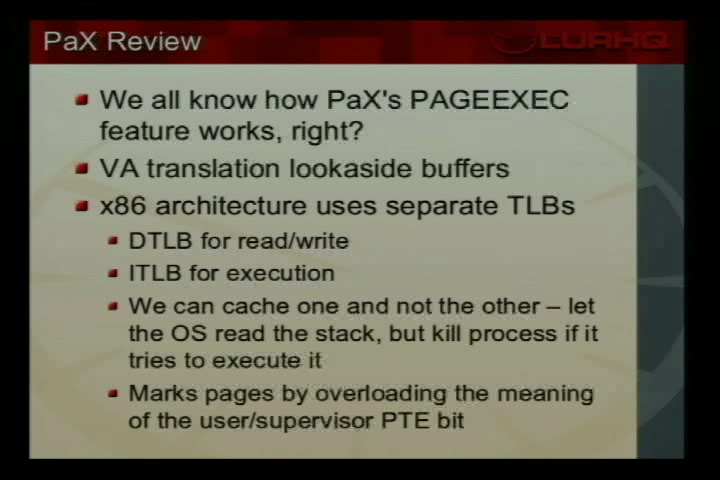 PaX Review
LURHQ
We all know how PaX's PAGEEXEC
feature works, right?
VA translation lookaside buffers
x86 architecture uses separate TLBs
DTLB for read/write
ITLB for execution
We can cache one and not the other – let
the OS read the stack, but kill process if it
tries to execute it
Marks pages by overloading the meaning
of the user/supervisor PTE bit